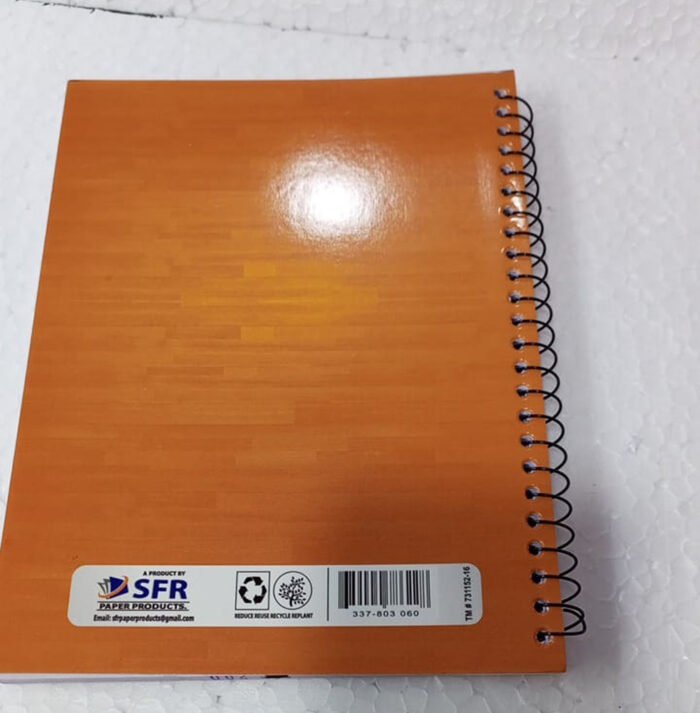 A PRODUCT BY
SFR
PAPER PRODUCTS.
Email: sfrpaperproducts@gmail.com
REDUCE REUSE RECYCLE REPLANT
337-803 060
TM # 731152-16